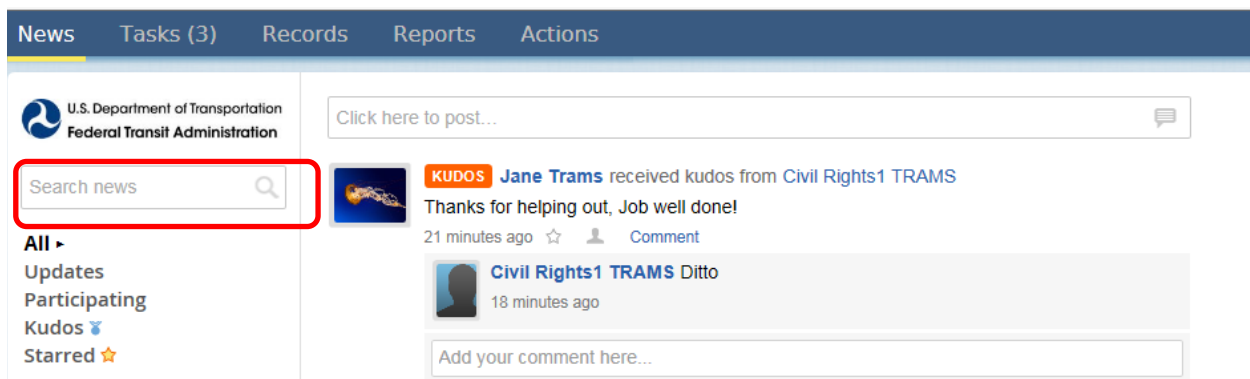 News Tasks (3) Records Reports Actions
U.S. Department of Transportation
Federal Transit Administration
Search news
All
Updates
Participating
Kudos
Starred
Click here to post...
KUDOS Jane Trams received kudos from Civil Rights1 TRAMS
Thanks for helping out, Job well done!
21 minutes ago Comment
Civil Rights1 TRAMS Ditto
18 minutes ago
Add your comment here...